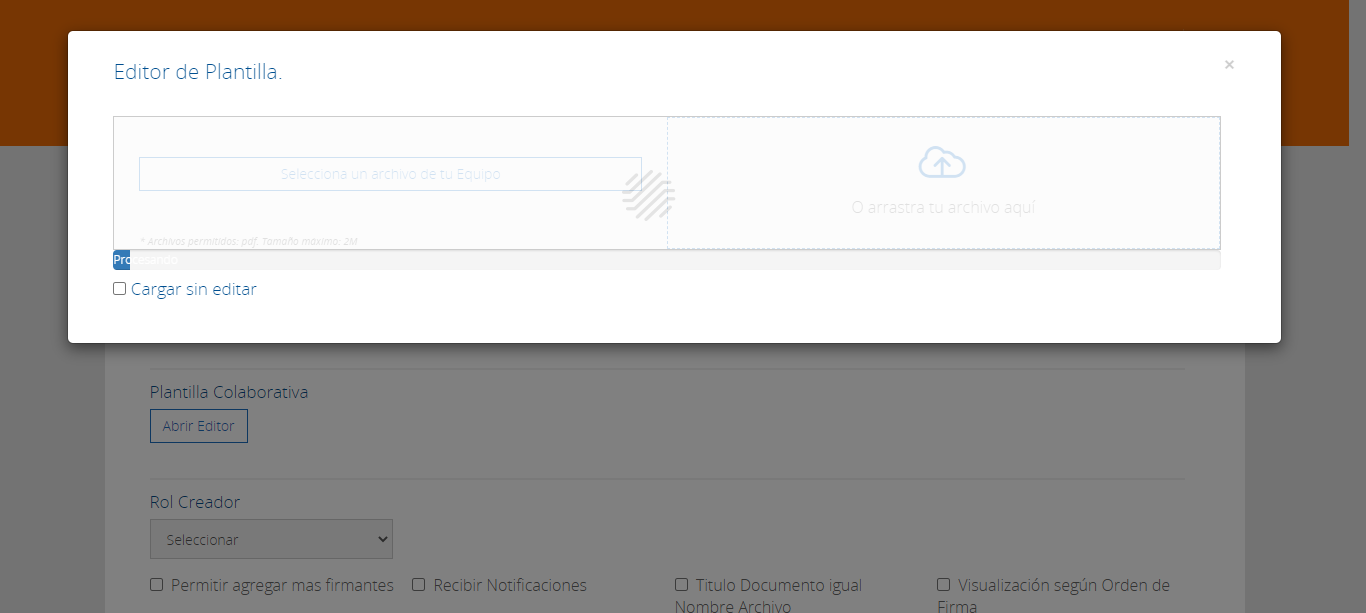 Editor de Plantilla.
×
Selecciona un archivo de tu Equipo
O arrastra tu archivo aquí
* Archivos permitidos: pdf. Tamaño maximo: 2M
Procesando
Cargar sin editar
Plantilla Colaborativa
Abrir Editor
Rol Creador
Seleccionar
Permitir agregar mas firmantes
Recibir Notificaciones
Titulo Documento igual
Nombre Archivo
Visualización según Orden de
Firma